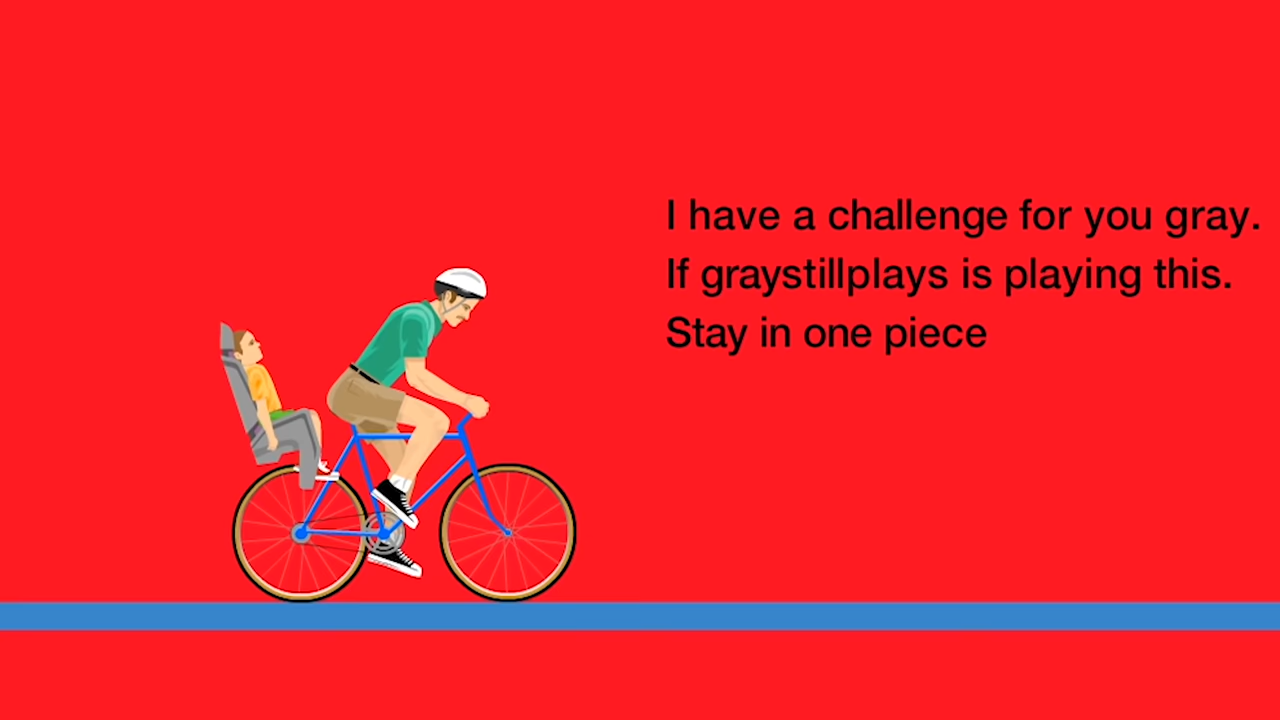 I have a challenge for you gray.
If graystillplays is playing this.
Stay in one piece